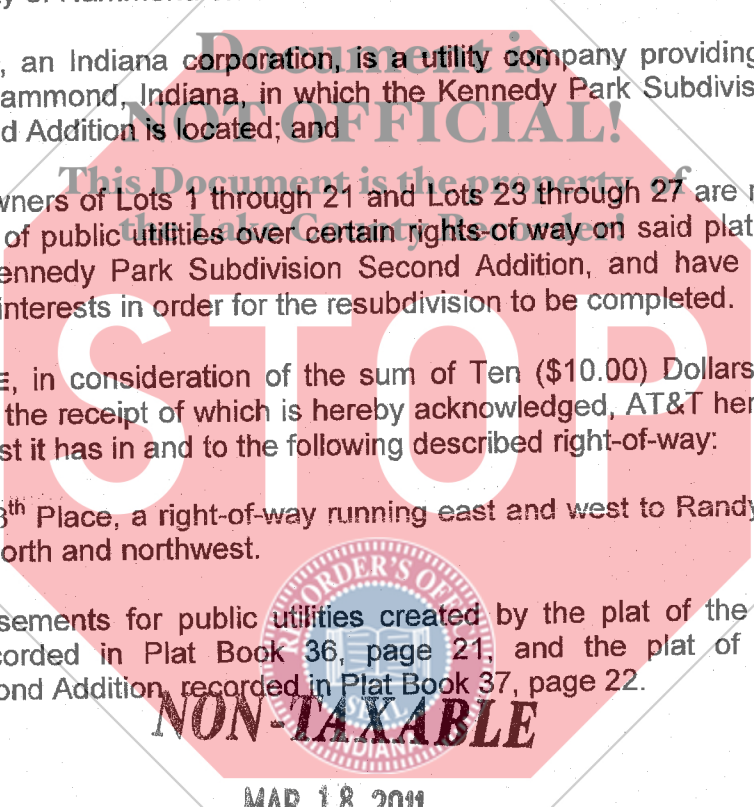 y of Hammond
Document is
, an Indiana corporation, is a utility company providing
ammond, Indiana, in which the Kennedy Park Subdivis
NOT OFFICIAL!
d Addition is located; and
This Document is the property of
wners of Lots 1 through 21 and Lots 23 through 27 are
the Lake County Recorder!
of public utilities over certain rights-of way on said plat
ennedy Park Subdivision Second Addition, and have
interests in order for the resubdivision to be completed.
STOP
E, in consideration of the sum of Ten ($10.00) Dollars
the receipt of which is hereby acknowledged, AT&T her
st it has in and to the following described right-of-way:
8th Place, a right-of-way running east and west to Randy
orth and northwest.
RECORDER'S OFFICE
sements for public utilities created by the plat of the
corded in Plat Book 36, page 21, and the plat of
ond Addition, recorded in Plat Book 37, page 22.
SEAL
NON-TAXABLE
INDIANA
MAR 18 2011